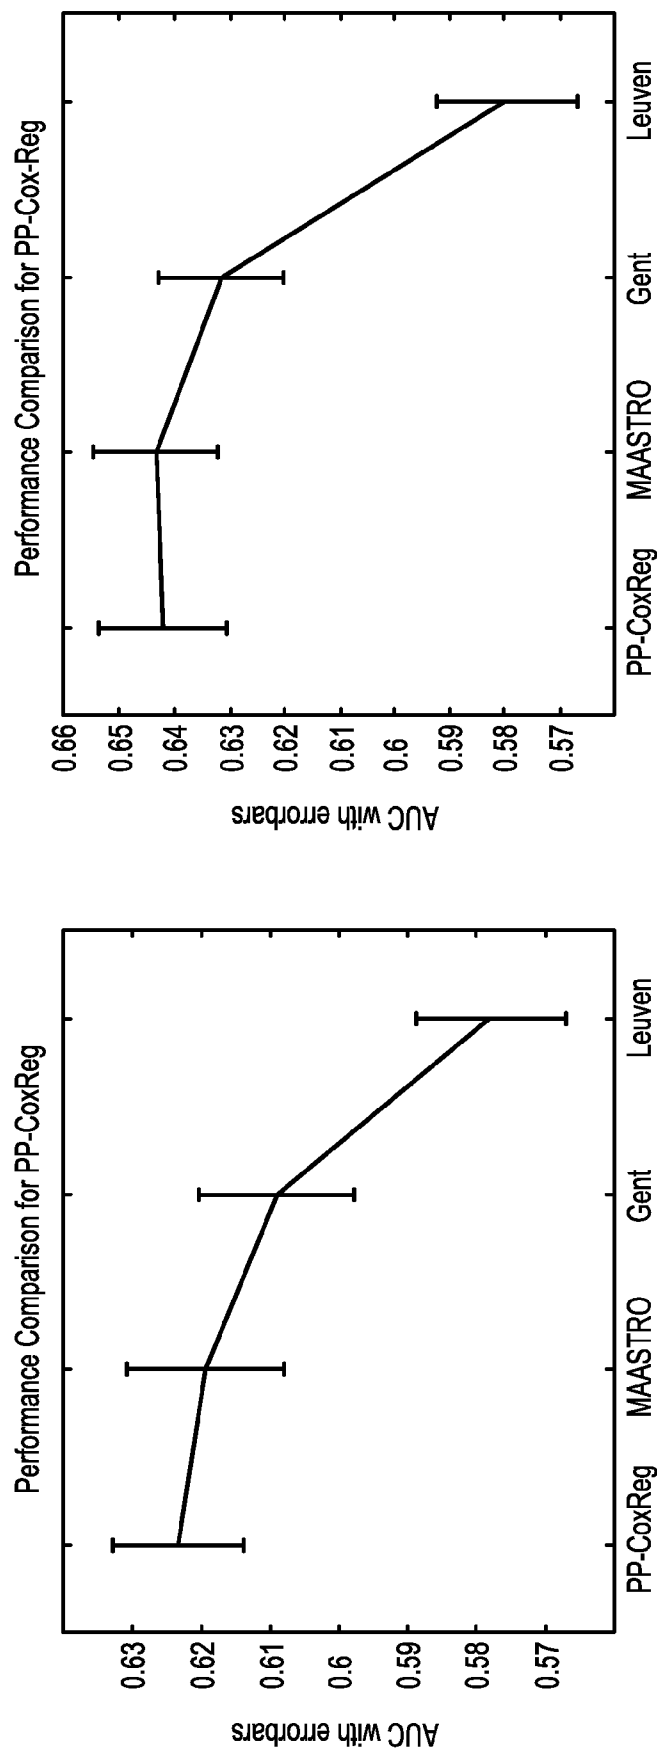 Performance Comparison for PP-CoxReg
AUC with errorbars
0.63
0.62
0.61
0.6
0.59
0.58
0.57
PP-CoxReg MAASTRO Gent Leuven
Performance Comparison for PP-Cox-Reg
AUC with errorbars
0.66
0.65
0.64
0.63
0.62
0.61
0.6
0.59
0.58
0.57
PP-CoxReg MAASTRO Gent Leuven